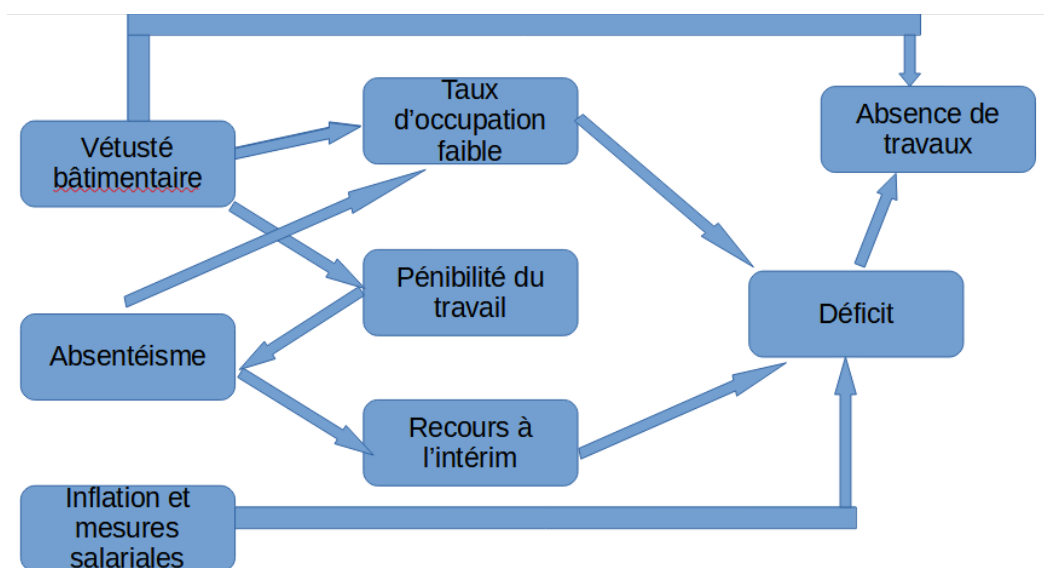 Taux
d’occupation
faible
Absence de
travaux
Vétusté
bâtimentaire
Pénibilité du
travail
Déficit
Absentéisme
Recours à
l’intérim
Inflation et
mesures
salariales